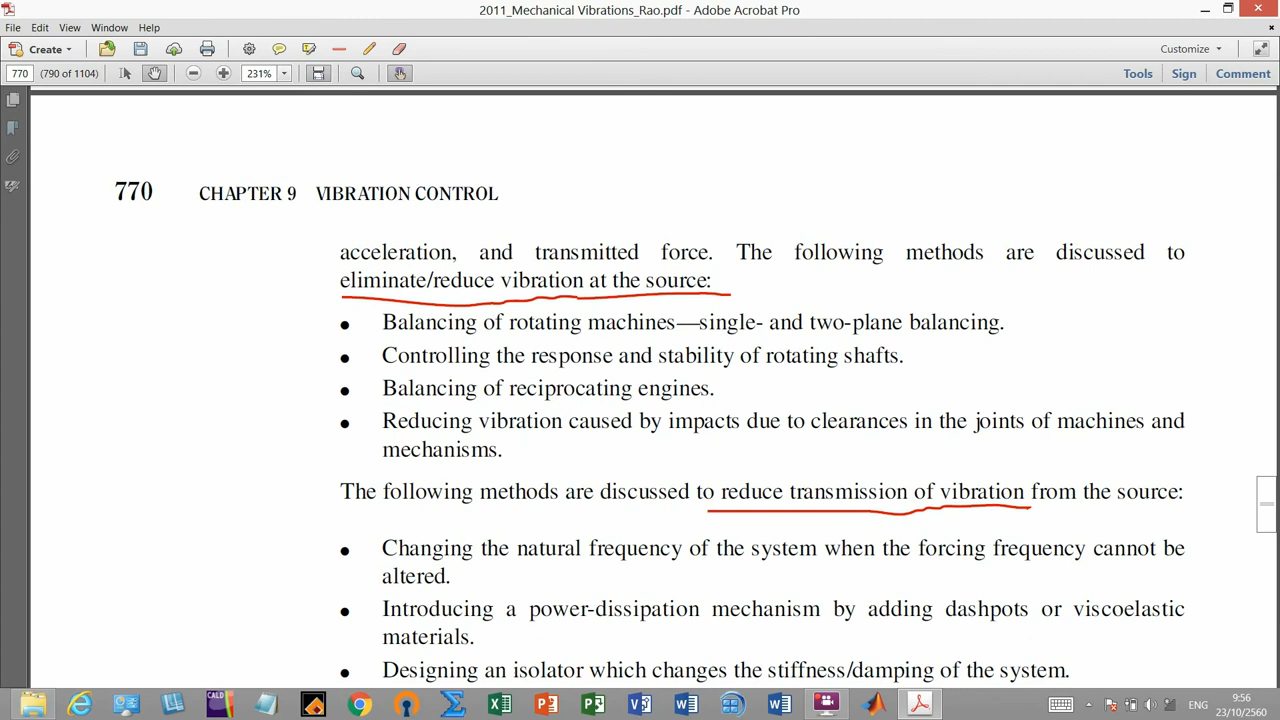 2011_Mechanical Vibrations_Rao.pdf - Adobe Acrobat Pro
File Edit View Window Help
Create Customize
770 (790 of 1104) 231% Tools Sign Comment
770 CHAPTER 9 VIBRATION CONTROL
acceleration, and transmitted force. The following methods are discussed to
eliminate/reduce vibration at the source:
• Balancing of rotating machines—single- and two-plane balancing.
• Controlling the response and stability of rotating shafts.
• Balancing of reciprocating engines.
• Reducing vibration caused by impacts due to clearances in the joints of machines and
mechanisms.
The following methods are discussed to reduce transmission of vibration from the source:
• Changing the natural frequency of the system when the forcing frequency cannot be
altered.
• Introducing a power-dissipation mechanism by adding dashpots or viscoelastic
materials.
• Designing an isolator which changes the stiffness/damping of the system.
CALD
ENG 9:56
23/10/2560